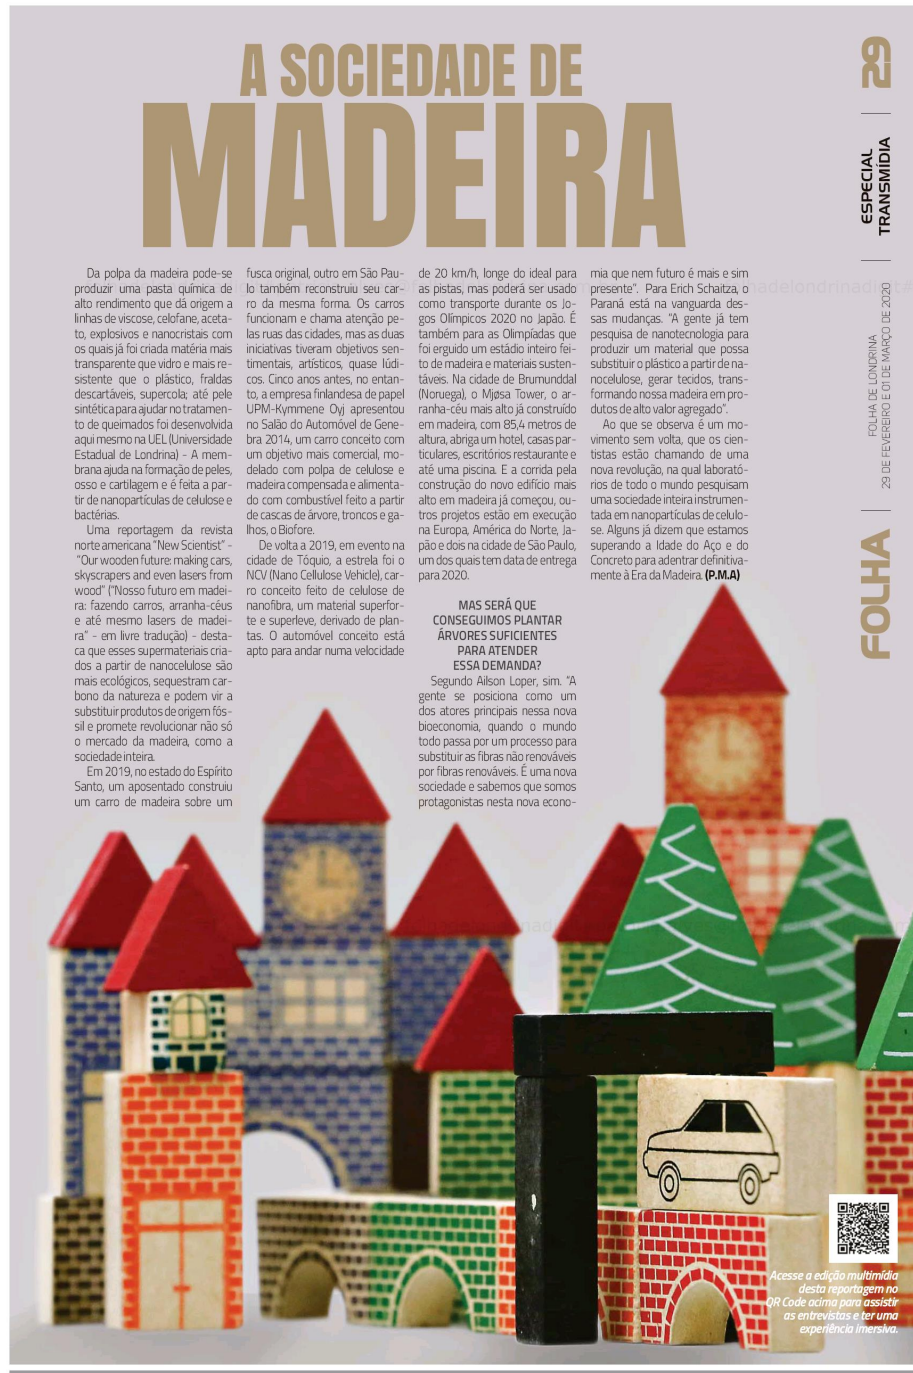 A SOCIEDADE DE
MADEIRA
Da polpa da madeira pode-se
produzir uma pasta química de
alto rendimento que dá origem a
linhas de viscose, celofane, aceta-
to, explosivos e nanocristais com
os quais já foi criada matéria mais
transparente que vidro e mais re-
sistente que o plástico, fraldas
descartáveis, supercola; até pele
sintética para ajudar no tratamen-
to de queimados foi desenvolvida
aqui mesmo na UEL (Universidade
Estadual de Londrina) - A mem-
brana ajuda na formação de peles,
osso e cartilagem e é feita a par-
tir de nanopartículas de celulose e
bactérias.
Uma reportagem da revista
norte americana "New Scientist" -
"Our wooden future: making cars,
skyscrapers and even lasers from
wood" ("Nosso futuro em madei-
ra: fazendo carros, arranha-céus
e até mesmo lasers de madei-
ra" - em livre tradução) - desta-
ca que esses supermateriais cria-
dos a partir de nanocelulose são
mais ecológicos, sequestram car-
bono da natureza e podem vir a
substituir produtos de origem fós-
sil e promete revolucionar não só
o mercado da madeira, como a
sociedade inteira.
Em 2019, no estado do Espírito
Santo, um aposentado construiu
um carro de madeira sobre um
fusca original, outro em São Pau-
lo também reconstruiu seu car-
ro da mesma forma. Os carros
funcionam e chama atenção pe-
las ruas das cidades, mas as duas
iniciativas tiveram objetivos sen-
timentais, artísticos, quase lúdi-
cos. Cinco anos antes, no entan-
to, a empresa finlandesa de papel
UPM-Kymmene Oyj apresentou
no Salão do Automóvel de Gene-
bra 2014, um carro conceito com
um objetivo mais comercial, mo-
delado com polpa de celulose e
madeira compensada e alimenta-
do com combustível feito a partir
de cascas de árvore, troncos e ga-
lhos, o Biofore.
De volta a 2019, em evento na
cidade de Tóquio, a estrela foi o
NCV (Nano Cellulose Vehicle), car-
ro conceito feito de celulose de
nanofibra, um material superfor-
te e superleve, derivado de plan-
tas. O automóvel conceito está
apto para andar numa velocidade
de 20 km/h, longe do ideal para
as pistas, mas poderá ser usado
como transporte durante os Jo-
gos Olímpicos 2020 no Japão. É
também para as Olimpíadas que
foi erguido um estádio inteiro fei-
to de madeira e materiais susten-
táveis. Na cidade de Brumunddal
(Noruega), o Mjøsa Tower, o ar-
ranha-céu mais alto já construído
em madeira, com 85,4 metros de
altura, abriga um hotel, casas par-
ticulares, escritórios restaurante e
até uma piscina. E a corrida pela
construção do novo edifício mais
alto em madeira já começou, ou-
tros projetos estão em execução
na Europa, América do Norte, Ja-
pão e dois na cidade de São Paulo,
um dos quais tem data de entrega
para 2020.
MAS SERÁ QUE
CONSEGUIMOS PLANTAR
ÁRVORES SUFICIENTES
PARA ATENDER
ESSA DEMANDA?
Segundo Ailson Loper, sim. "A
gente se posiciona como um
dos atores principais nessa nova
bioeconomia, quando o mundo
todo passa por um processo para
substituir as fibras não renováveis
por fibras renováveis. É uma nova
sociedade e sabemos que somos
protagonistas nesta nova econo-
mia que nem futuro é mais e sim
presente". Para Erich Schaitza, o
Paraná está na vanguarda des-
sas mudanças. "A gente já tem
pesquisa de nanotecnologia para
produzir um material que possa
substituir o plástico a partir de na-
nocelulose, gerar tecidos, trans-
formando nossa madeira em pro-
dutos de alto valor agregado".
Ao que se observa é um mo-
vimento sem volta, que os cien-
tistas estão chamando de uma
nova revolução, na qual laborató-
rios de todo o mundo pesquisam
uma sociedade inteira instrumen-
tada em nanopartículas de celulo-
se. Alguns já dizem que estamos
superando a Idade do Aço e do
Concreto para adentrar definitiva-
mente à Era da Madeira. (P.M.A)
29
ESPECIAL
TRANSMÍDIA
FOLHA DE LONDRINA
29 DE FEVEREIRO E 01 DE MARÇO DE 2020
FOLHA
Acesse a edição multimídia
desta reportagem no
QR Code acima para assistir
as entrevistas e ter uma
experiência imersiva.